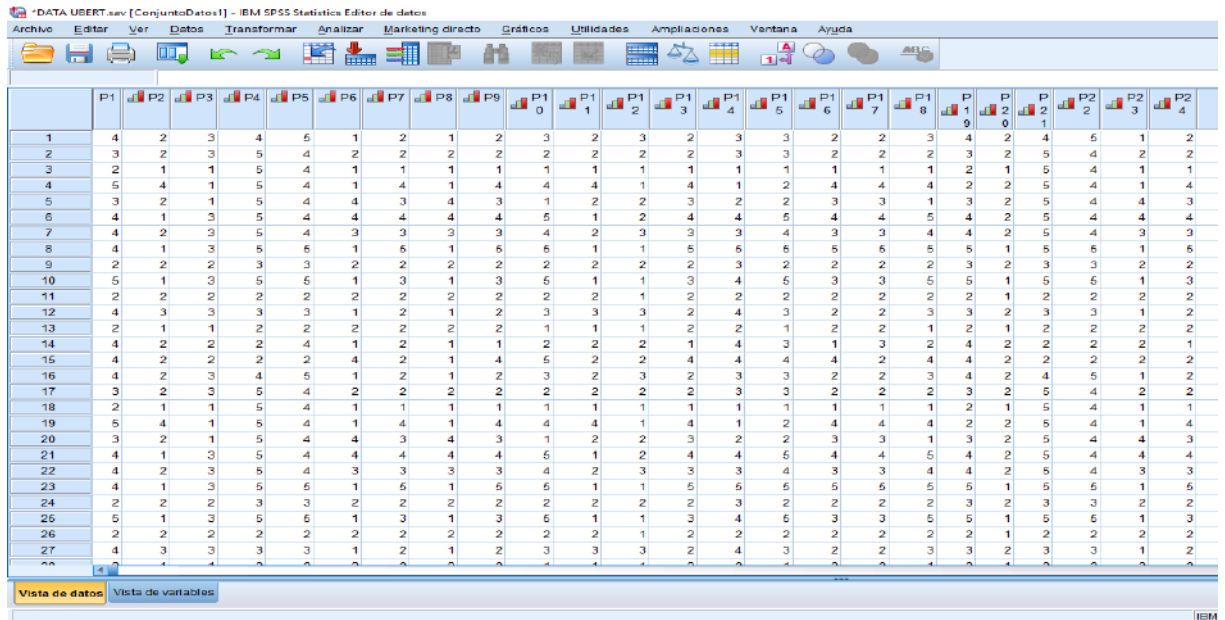 *DATA UBERT.sav [ConjuntoDatos1] - IBM SPSS Statistics Editor de datos
Archivo Editar Ver Datos Transformar Analizar Marketing directo Gráficos Utilidades Ampliaciones Ventana Ayuda
P1 P2 P3 P4 P5 P6 P7 P8 P9 P10 P11 P12 P13 P14 P15 P16 P17 P18 P19 P20 P21 P22 P23 P24
1 4 2 3 4 5 1 2 1 2 3 2 3 2 3 3 2 2 3 4 2 4 5 1 2
2 3 2 3 5 4 2 2 2 2 2 2 2 2 3 3 2 2 2 3 2 5 4 2 2
3 2 1 1 5 4 1 1 1 1 1 1 1 1 1 1 1 1 1 2 1 5 4 1 1
4 5 4 1 5 4 1 4 1 4 4 4 1 4 1 2 4 4 4 2 2 5 4 1 4
5 3 2 1 5 4 4 3 4 3 1 2 2 3 2 2 3 3 1 3 2 5 4 4 3
6 4 1 3 5 4 4 4 4 4 5 1 2 4 4 5 4 4 5 4 2 5 4 4 4
7 4 2 3 5 4 3 3 3 3 4 2 3 3 3 4 3 3 4 4 2 5 4 3 3
8 4 1 3 5 5 1 5 1 5 5 1 1 5 5 5 5 5 5 5 1 5 5 1 5
9 2 2 2 3 3 2 2 2 2 2 2 2 2 3 2 2 2 2 3 2 3 3 2 2
10 5 1 3 5 5 1 3 1 3 5 1 1 3 4 5 3 3 5 5 1 5 5 1 3
11 2 2 2 2 2 2 2 2 2 2 2 1 2 2 2 2 2 2 2 1 2 2 2 2
12 4 3 3 3 3 1 2 1 2 3 3 3 2 4 3 2 2 3 3 2 3 3 1 2
13 2 1 1 2 2 2 2 2 2 1 1 1 2 2 1 2 2 1 2 1 2 2 2 2
14 4 2 2 2 4 1 2 1 1 2 2 2 1 4 3 1 3 2 4 2 2 2 2 1
15 4 2 2 2 2 4 2 1 4 5 2 2 4 4 4 4 2 4 4 2 2 2 2 2
16 4 2 3 4 5 1 2 1 2 3 2 3 2 3 3 2 2 3 4 2 4 5 1 2
17 3 2 3 5 4 2 2 2 2 2 2 2 2 3 3 2 2 2 3 2 5 4 2 2
18 2 1 1 5 4 1 1 1 1 1 1 1 1 1 1 1 1 1 2 1 5 4 1 1
19 5 4 1 5 4 1 4 1 4 4 4 1 4 1 2 4 4 4 2 2 5 4 1 4
20 3 2 1 5 4 4 3 4 3 1 2 2 3 2 2 3 3 1 3 2 5 4 4 3
21 4 1 3 5 4 4 4 4 4 5 1 2 4 4 5 4 4 5 4 2 5 4 4 4
22 4 2 3 5 4 3 3 3 3 4 2 3 3 3 4 3 3 4 4 2 5 4 3 3
23 4 1 3 5 5 1 5 1 5 5 1 1 5 5 5 5 5 5 5 1 5 5 1 5
24 2 2 2 3 3 2 2 2 2 2 2 2 2 3 2 2 2 2 3 2 3 3 2 2
25 5 1 3 5 5 1 3 1 3 5 1 1 3 4 5 3 3 5 5 1 5 5 1 3
26 2 2 2 2 2 2 2 2 2 2 2 1 2 2 2 2 2 2 2 1 2 2 2 2
27 4 3 3 3 3 1 2 1 2 3 3 3 2 4 3 2 2 3 3 2 3 3 1 2
Vista de datos Vista de variables
IBM